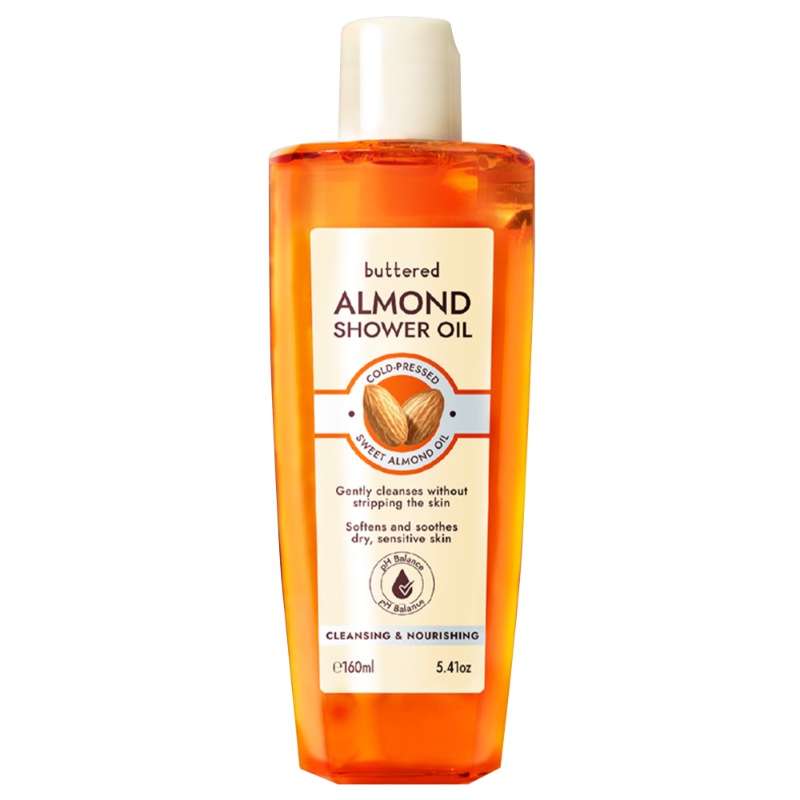 buttered
ALMOND
SHOWER OIL
COLD-PRESSED
SWEET ALMOND OIL
Gently cleanses without
stripping the skin
Softens and soothes
dry, sensitive skin
pH Balance
pH Balance
CLEANSING & NOURISHING
℮160ml 5.41oz